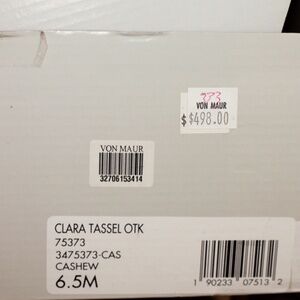 273
VON MAUR
$ $498.00
VON MAUR
32706153414
CLARA TASSEL OTK
75373
3475373-CAS
CASHEW
6.5M
1 90233 07513 2